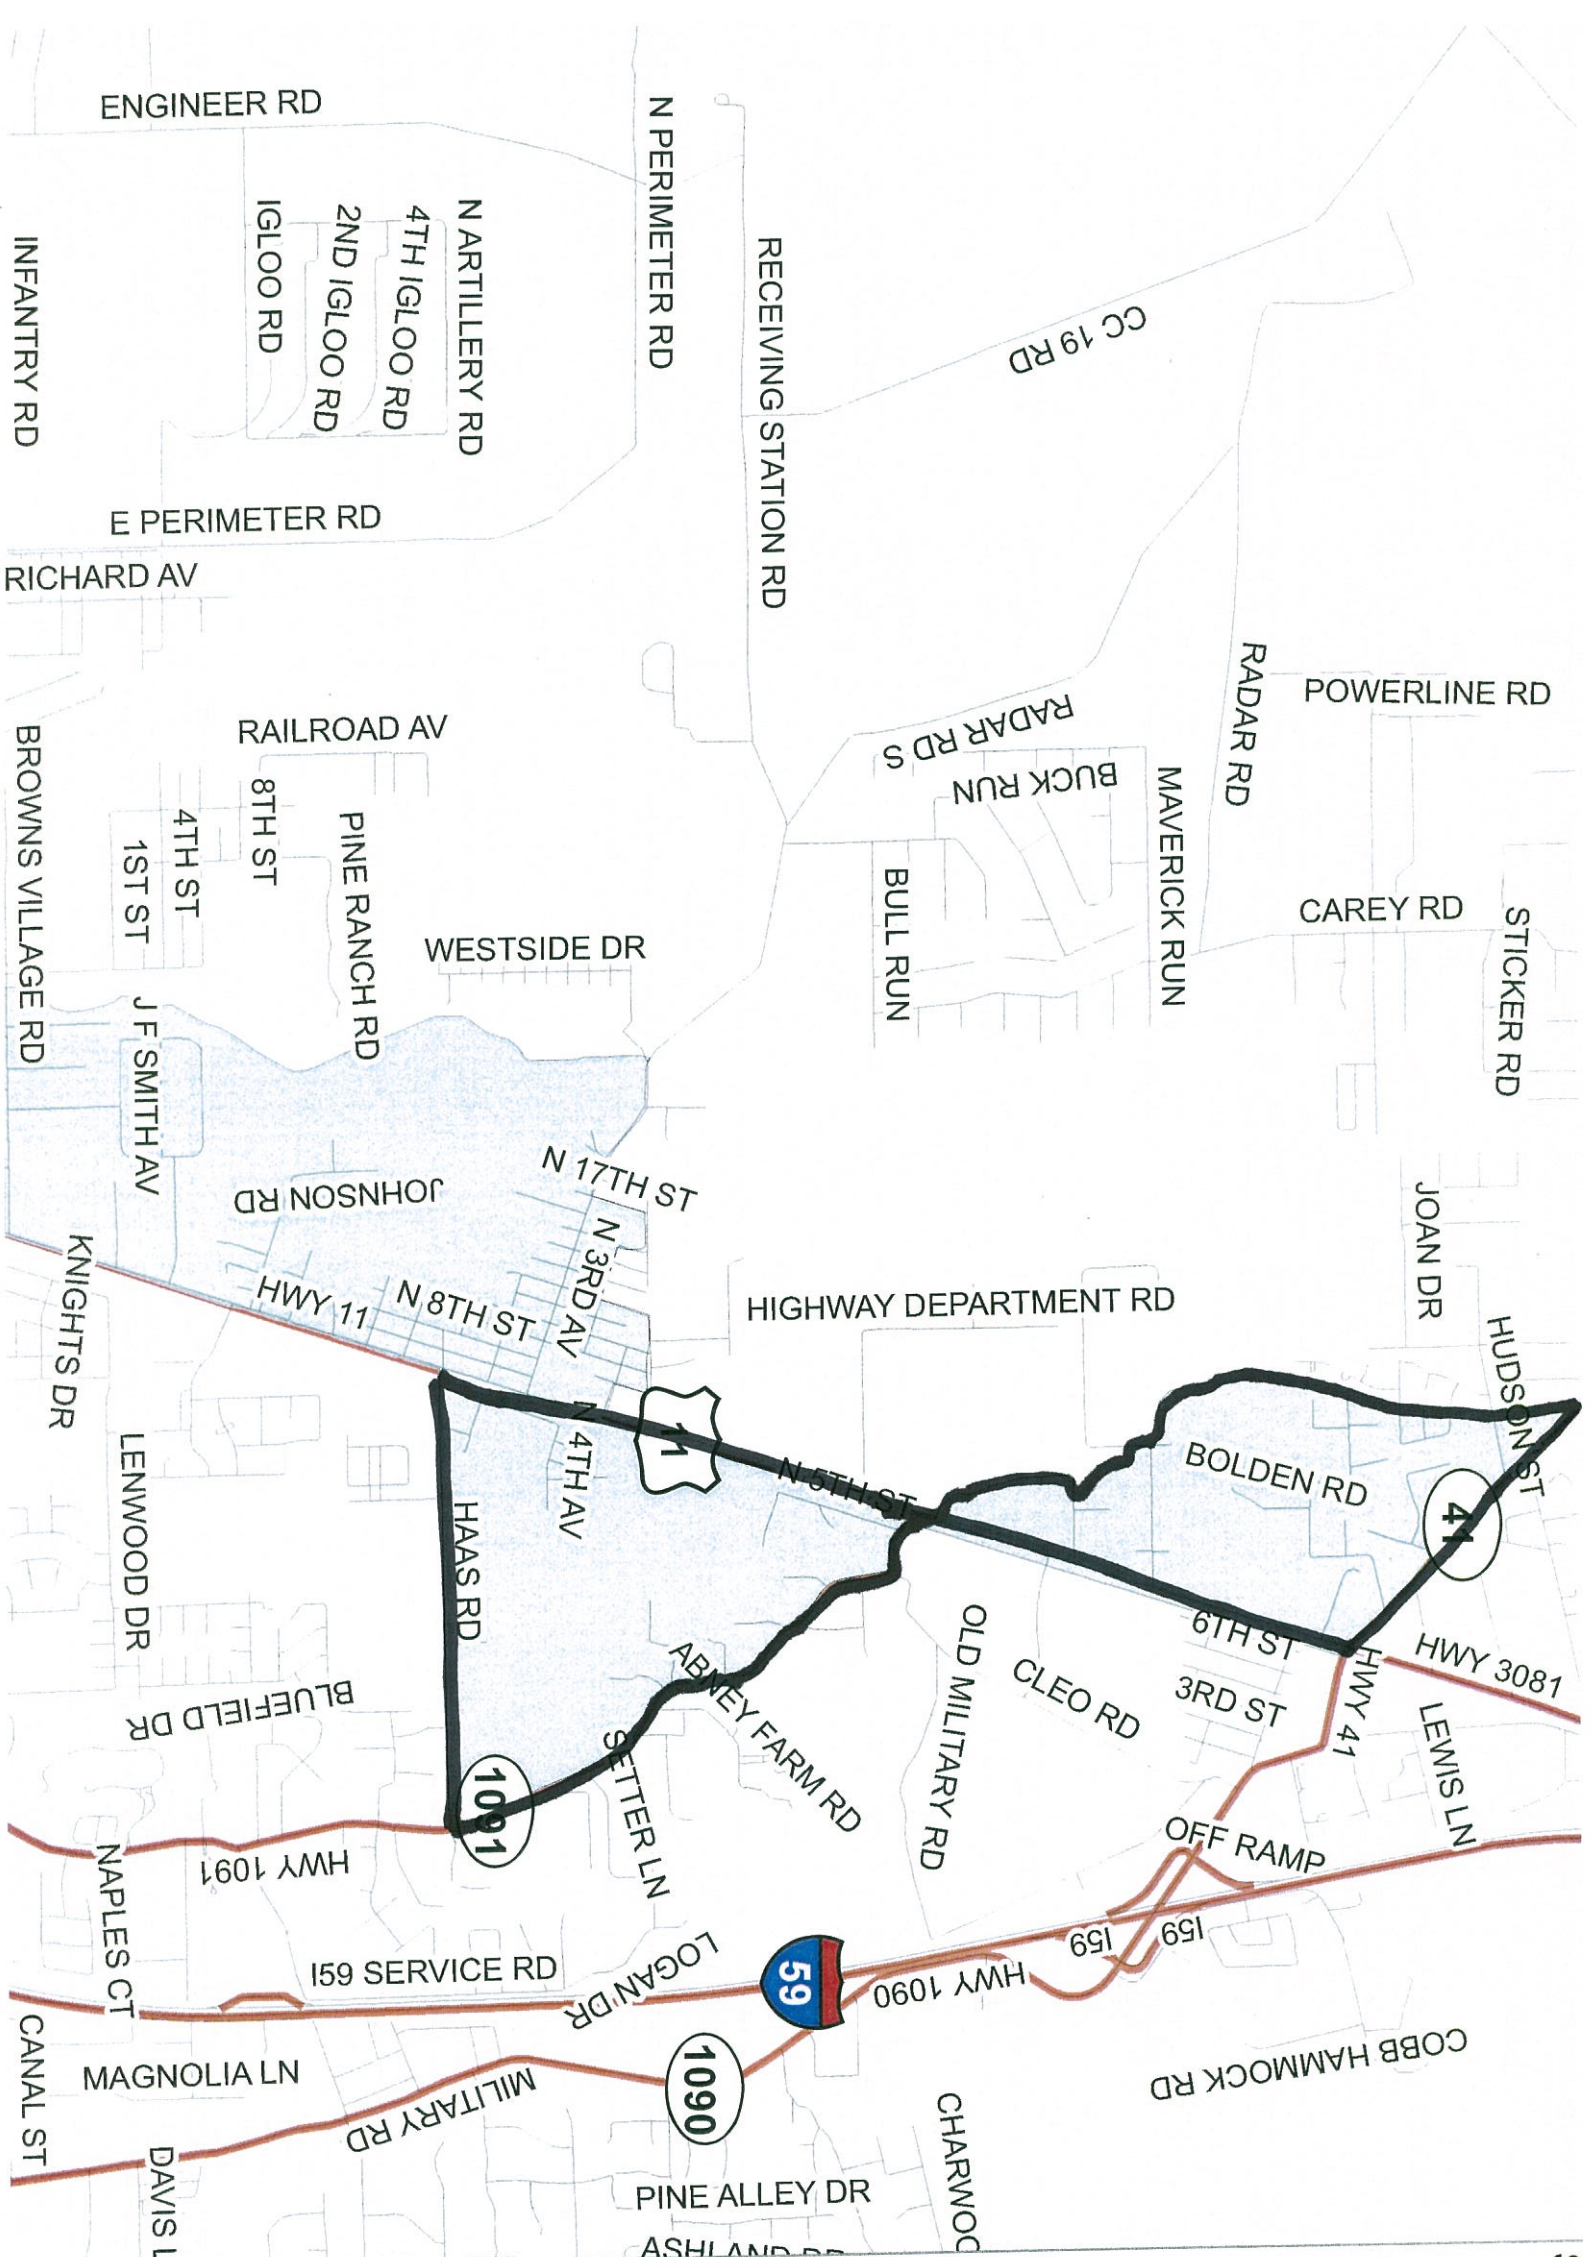 ENGINEER RD
N PERIMETER RD
N ARTILLERY RD
4TH IGLOO RD
2ND IGLOO RD
IGLOO RD
INFANTRY RD
RECEIVING STATION RD
CC 19 RD
E PERIMETER RD
RICHARD AV
RADAR RD
POWERLINE RD
RADAR RD S
BUCK RUN
MAVERICK RUN
RAILROAD AV
BROWNS VILLAGE RD
8TH ST
4TH ST
1ST ST
PINE RANCH RD
BULL RUN
CAREY RD
STICKER RD
WESTSIDE DR
J F SMITH AV
JOHNSON RD
N 17TH ST
N 3RD AV
JOAN DR
KNIGHTS DR
HWY 11
N 8TH ST
HIGHWAY DEPARTMENT RD
HUDSON ST
11
N 4TH AV
N 5TH ST
BOLDEN RD
41
LENWOOD DR
HAAS RD
6TH ST
HWY 3081
HWY 41
OLD MILITARY RD
CLEO RD
3RD ST
LEWIS LN
ABNEY FARM RD
BLUEFIELD DR
SETTER LN
1091
HWY 1091
OFF RAMP
NAPLES CT
I59 SERVICE RD
LOGAN DR
59
HWY 1090
I59
I59
CANAL ST
MAGNOLIA LN
MILITARY RD
1090
COBB HAMMOCK RD
CHARWOO
DAVIS L
PINE ALLEY DR
ASHLAND DR